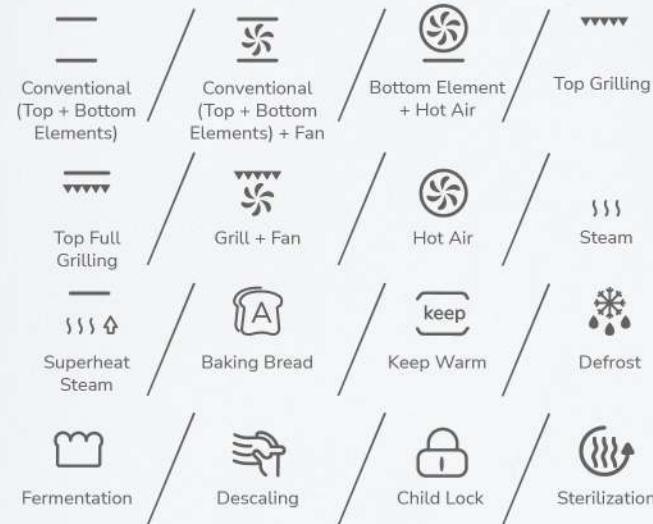 Conventional
(Top + Bottom
Elements)
Conventional
(Top + Bottom
Elements) + Fan
Bottom Element
+ Hot Air
Top Grilling
Top Full
Grilling
Grill + Fan
Hot Air
Steam
Superheat
Steam
A
Baking Bread
keep
Keep Warm
Defrost
Fermentation
Descaling
Child Lock
Sterilization